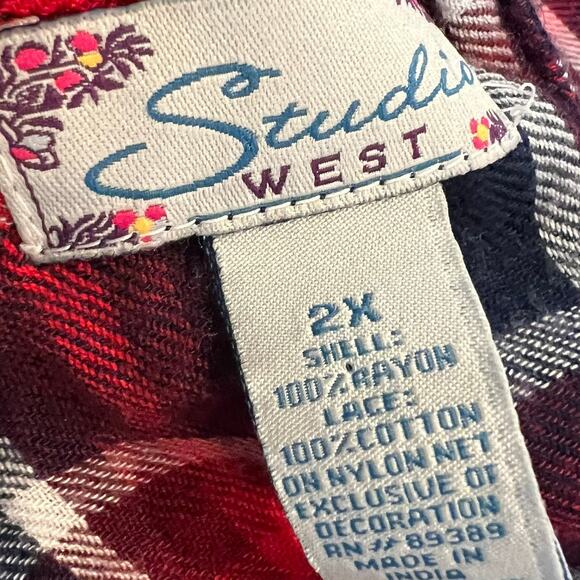 Studio
WEST
2X
SHELL:
100%RAYON
LACE:
100%COTTON
ON NYLON NET
EXCLUSIVE OF
DECORATION
RN# 89389
MADE IN
INDIA